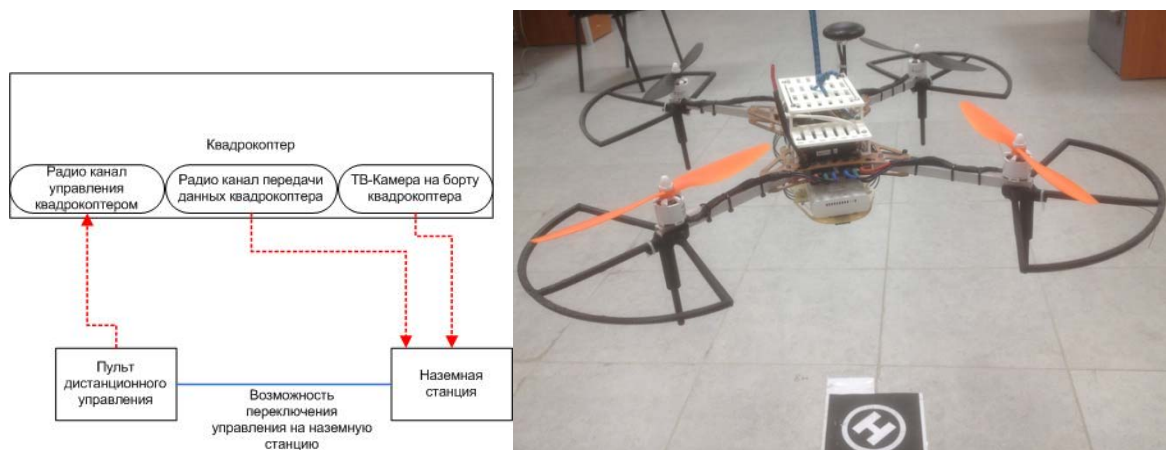 Квадрокоптер
Радио канал
управления
квадрокоптером
Радио канал передачи
данных квадрокоптера
ТВ-Камера на борту
квадрокоптера
Пульт
дистанционного
управления
Возможность
переключения
управления на наземную
станцию
Наземная
станция
H